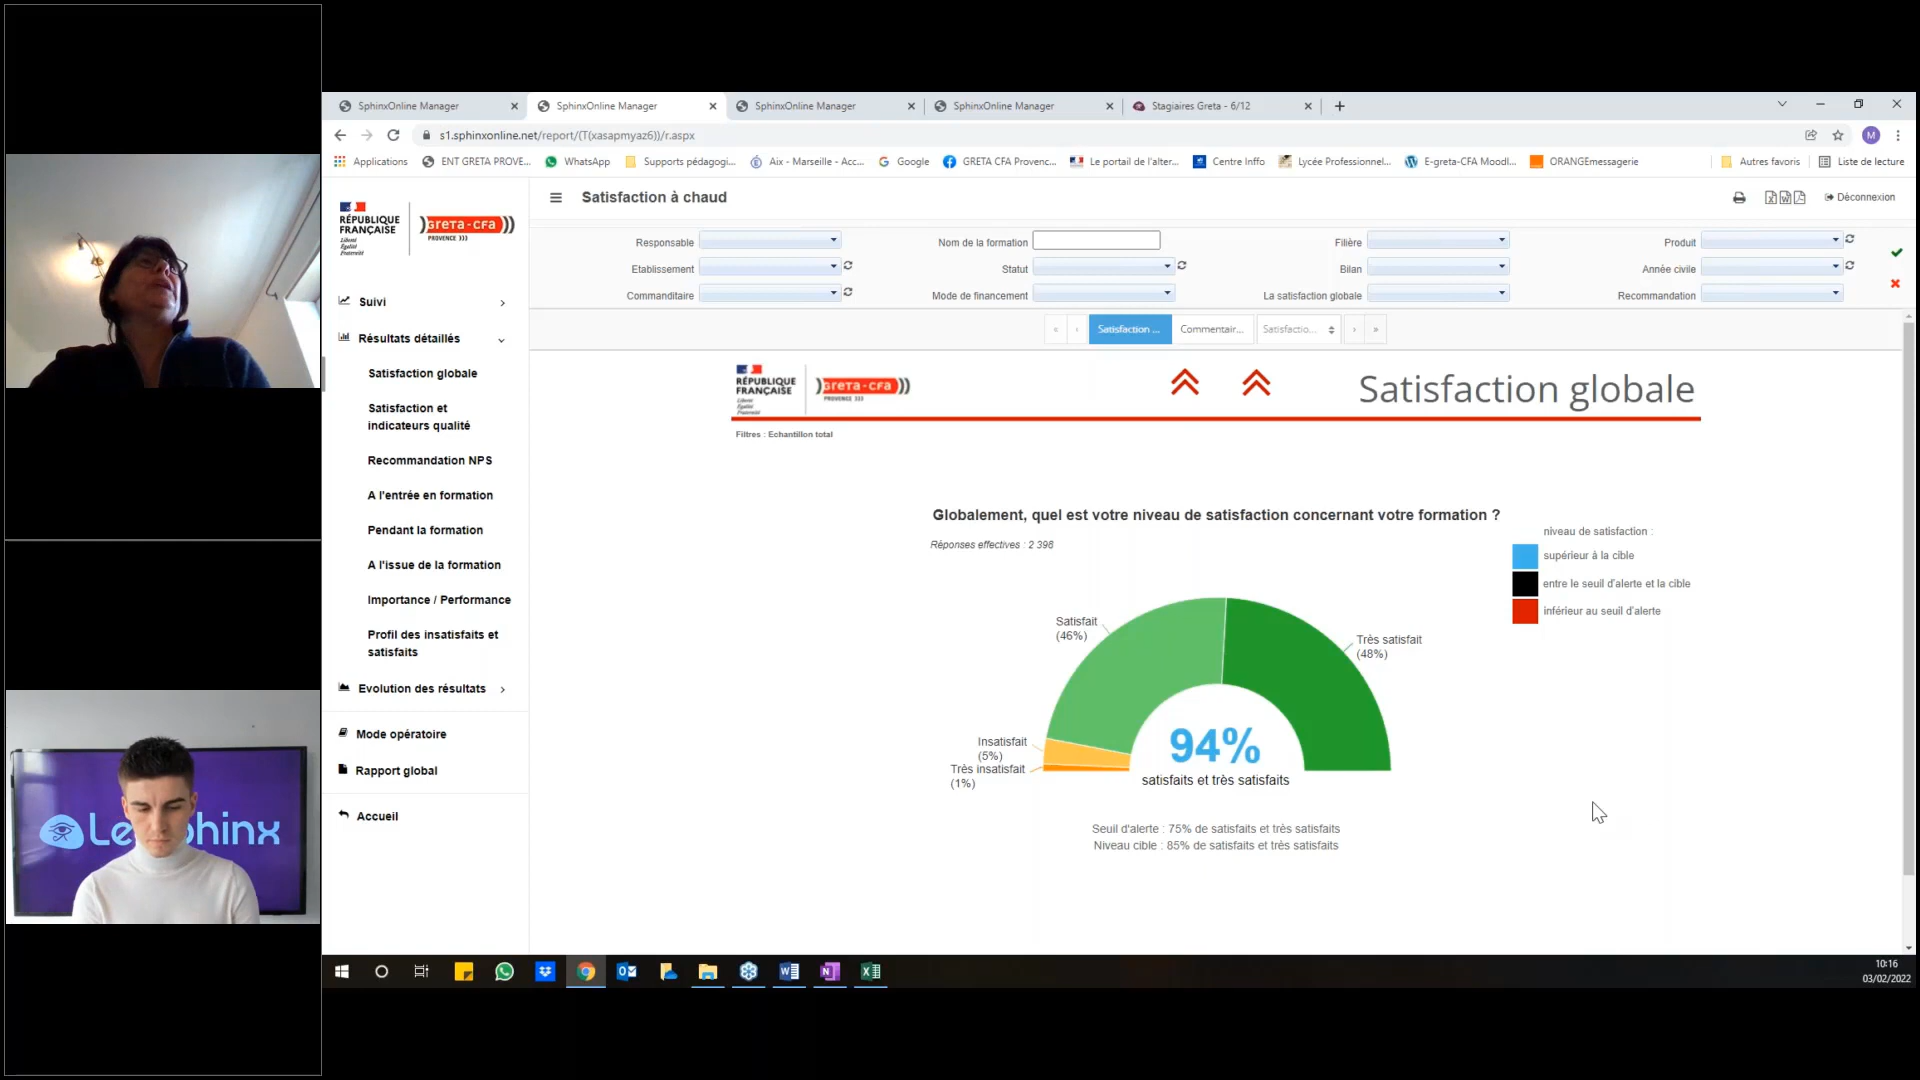 SphinxOnline Manager
SphinxOnline Manager
SphinxOnline Manager
SphinxOnline Manager
Stagiaires Greta - 6/12
s1.sphinxonline.net/report/(T(xasapmyaz6))/r.aspx
M
Applications
ENT GRETA PROVE...
WhatsApp
Supports pédagogi...
Aix - Marseille - Acc...
Google
GRETA CFA Provenc...
Le portail de l'alter...
Centre Inffo
Lycée Professionnel...
E-greta-CFA Moodl...
ORANGEmessagerie
Autres favoris
Liste de lecture
RÉPUBLIQUE
FRANÇAISE
Liberté
Égalité
Fraternité
GRETA-CFA
PROVENCE
Satisfaction à chaud
Déconnexion
Responsable
Nom de la formation
Filière
Produit
Etablissement
Statut
Bilan
Année civile
Commanditaire
Mode de financement
La satisfaction globale
Recommandation
Suivi
Résultats détaillés
Satisfaction globale
Satisfaction et
indicateurs qualité
Recommandation NPS
A l'entrée en formation
Pendant la formation
A l'issue de la formation
Importance / Performance
Profil des insatisfaits et
satisfaits
Evolution des résultats
Mode opératoire
Rapport global
Accueil
Satisfaction ...
Commentair...
Satisfactio...
RÉPUBLIQUE
FRANÇAISE
Liberté
Égalité
Fraternité
GRETA-CFA
PROVENCE
Satisfaction globale
Filtres : Echantillon total
Globalement, quel est votre niveau de satisfaction concernant votre formation ?
Réponses effectives : 2 398
niveau de satisfaction :
supérieur à la cible
entre le seuil d'alerte et la cible
inférieur au seuil d'alerte
Satisfait
(46%)
Très satisfait
(48%)
Insatisfait
(5%)
Très insatisfait
(1%)
94%
satisfaits et très satisfaits
Seuil d'alerte : 75% de satisfaits et très satisfaits
Niveau cible : 85% de satisfaits et très satisfaits
10:16
03/02/2022